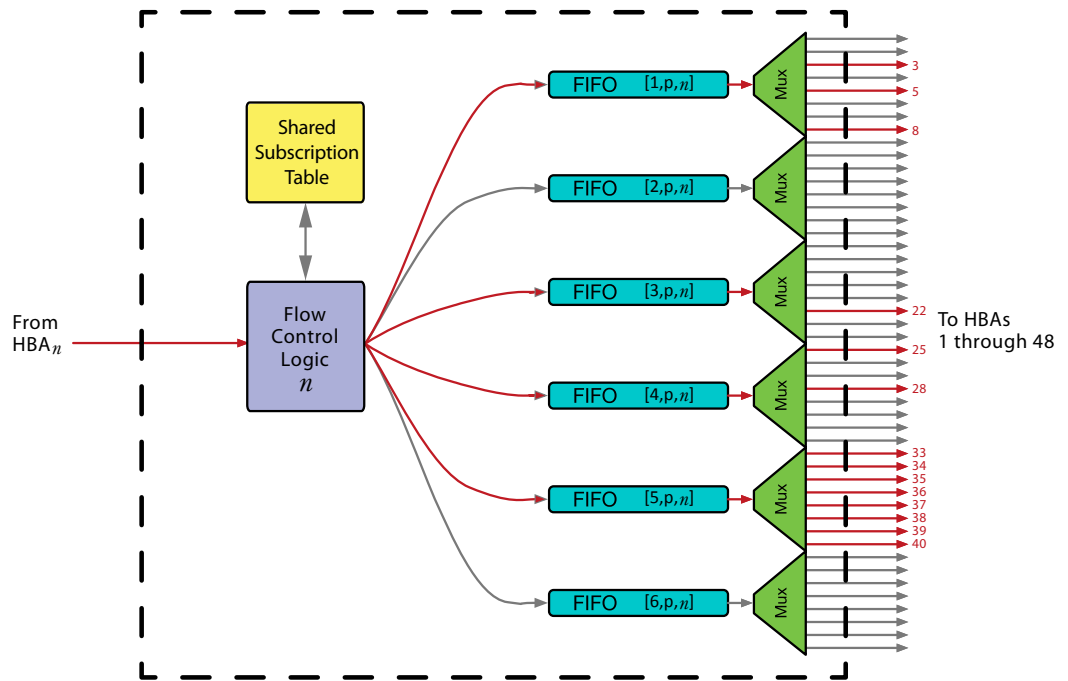 Shared
Subscription
Table
From
HBAn
Flow
Control
Logic
n
FIFO [1,p,n]
Mux
3
5
8
FIFO [2,p,n]
Mux
FIFO [3,p,n]
Mux
22
To HBAs
1 through 48
FIFO [4,p,n]
Mux
25
28
FIFO [5,p,n]
Mux
33
34
35
36
37
38
39
40
FIFO [6,p,n]
Mux